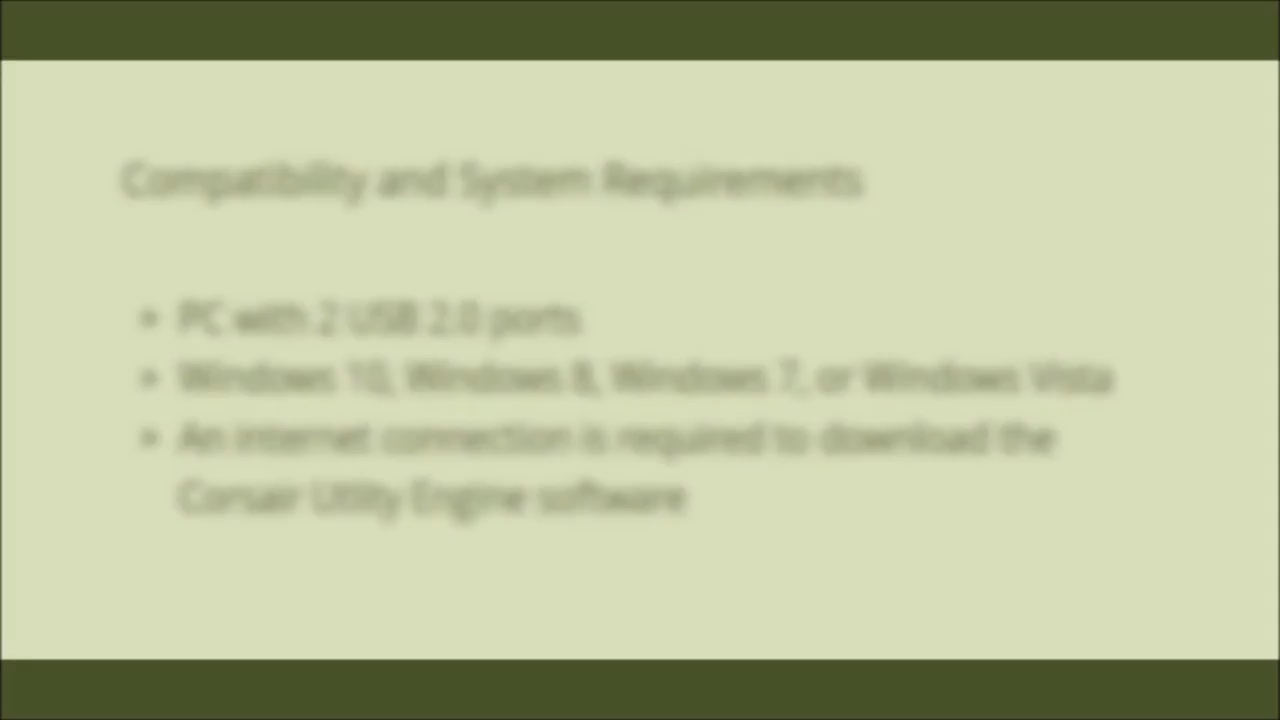 Compatibility and System Requirements
• PC with 2 USB 2.0 ports
• Windows 10, Windows 8, Windows 7, or Windows Vista
• An internet connection is required to download the
Corsair Utility Engine software